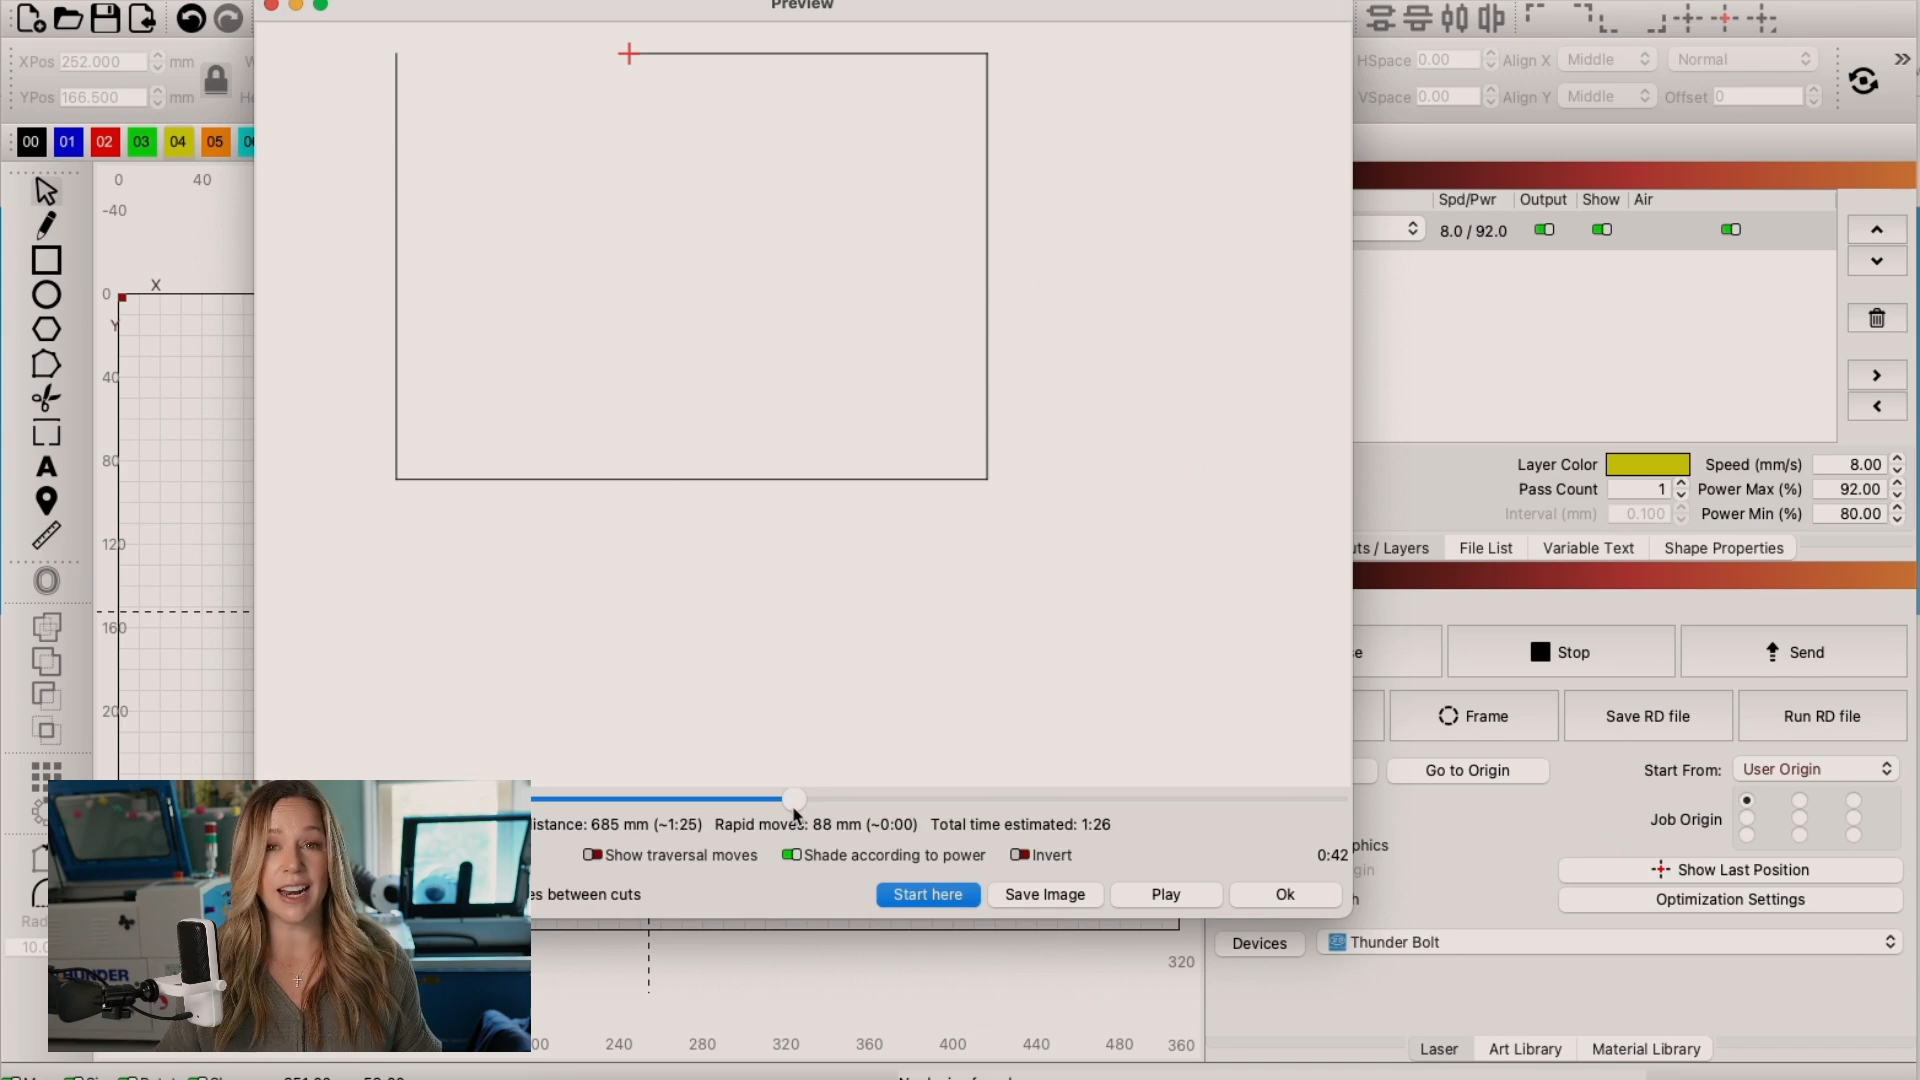 Preview
XPos 252.000 mm
YPos 166.500 mm
HSpace 0.00 Align X Middle Normal
VSpace 0.00 Align Y Middle Offset 0
00 01 02 03 04 05
0 40
-40
X
0
Y
40
80
120
160
200
Spd/Pwr Output Show Air
8.0 / 92.0
Layer Color Speed (mm/s) 8.00
Pass Count 1 Power Max (%) 92.00
Interval (mm) 0.100 Power Min (%) 80.00
uts / Layers File List Variable Text Shape Properties
Stop Send
Frame Save RD file Run RD file
Go to Origin Start From: User Origin
Job Origin
Show Last Position
Optimization Settings
Devices Thunder Bolt
istance: 685 mm (~1:25) Rapid moves: 88 mm (~0:00) Total time estimated: 1:26
Show traversal moves Shade according to power Invert 0:42
es between cuts Start here Save Image Play Ok
320
240 280 320 360 400 440 480 360
Laser Art Library Material Library
THUNDER